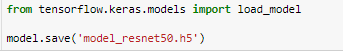 from tensorflow.keras.models import load_model
model.save('model_resnet50.h5')